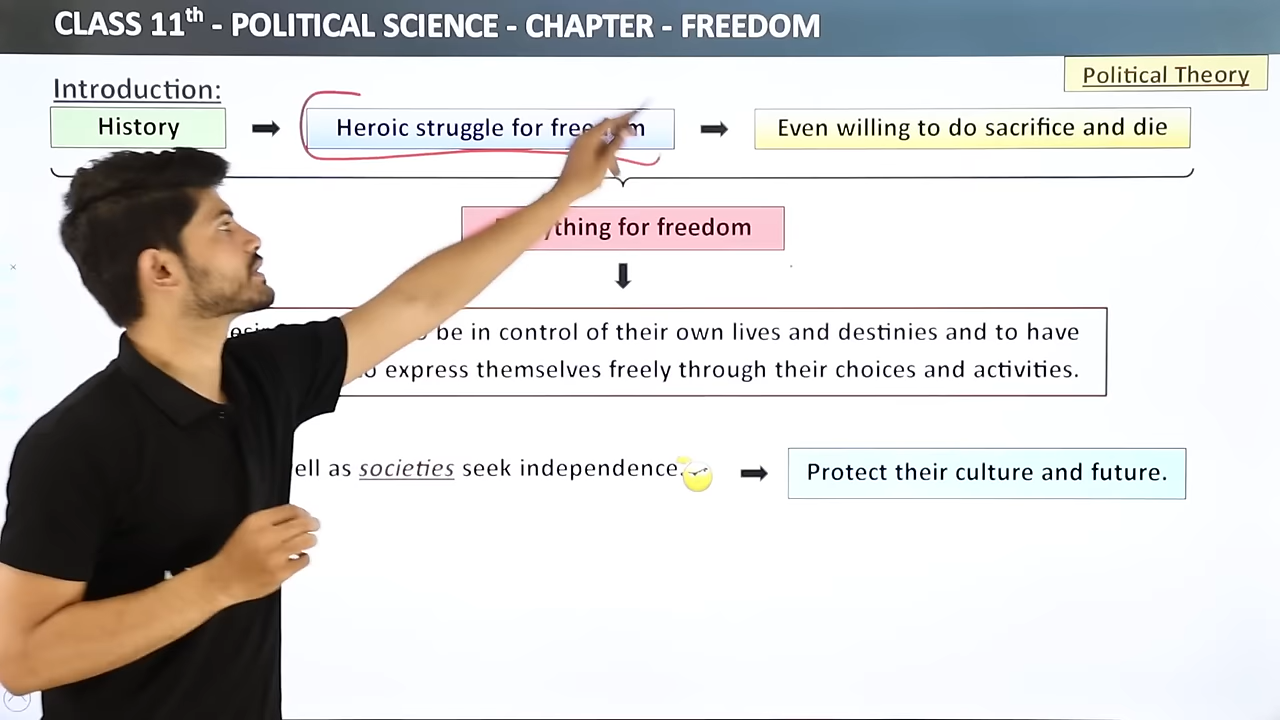 CLASS 11th - POLITICAL SCIENCE - CHAPTER - FREEDOM
Political Theory
Introduction:
History
Heroic struggle for freedom
Even willing to do sacrifice and die
for freedom
be in control of their own lives and destinies and to have
express themselves freely through their choices and activities.
as societies seek independence.
Protect their culture and future.